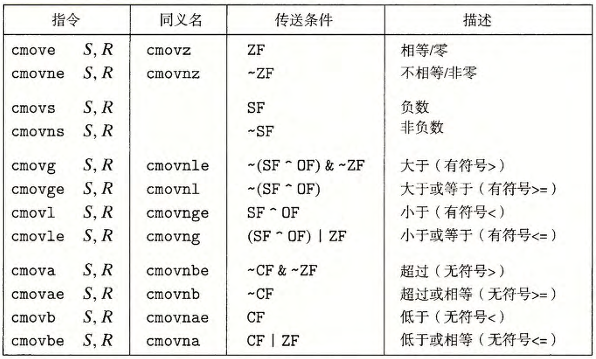 指令 同义名 传送条件 描述
cmove S, R cmovz ZF 相等/零
cmovne S, R cmovnz ~ZF 不相等/非零
cmovs S, R SF 负数
cmovns S, R ~SF 非负数
cmovg S, R cmovnle ~(SF ^ OF) & ~ZF 大于（有符号>）
cmovge S, R cmovnl ~(SF ^ OF) 大于或等于（有符号>=）
cmovl S, R cmovnge SF ^ OF 小于（有符号<）
cmovle S, R cmovng (SF ^ OF) | ZF 小于或等于（有符号<=）
cmova S, R cmovnbe ~CF & ~ZF 超过（无符号>）
cmovae S, R cmovnb ~CF 超过或相等（无符号>=）
cmovb S, R cmovnae CF 低于（无符号<）
cmovbe S, R cmovna CF | ZF 低于或相等（无符号<=）